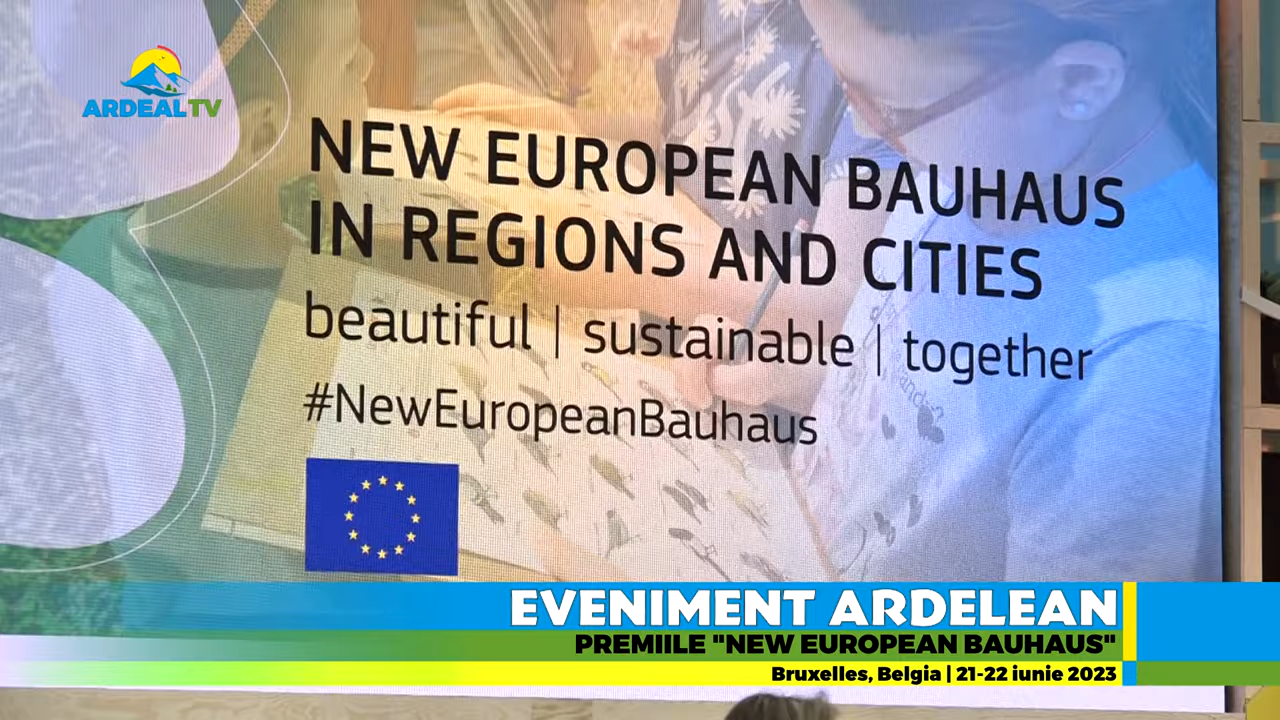 ARDEAL TV
NEW EUROPEAN BAUHAUS
IN REGIONS AND CITIES
beautiful | sustainable | together
#NewEuropeanBauhaus
EVENIMENT ARDELEAN
PREMIILE "NEW EUROPEAN BAUHAUS"
Bruxelles, Belgia | 21-22 iunie 2023